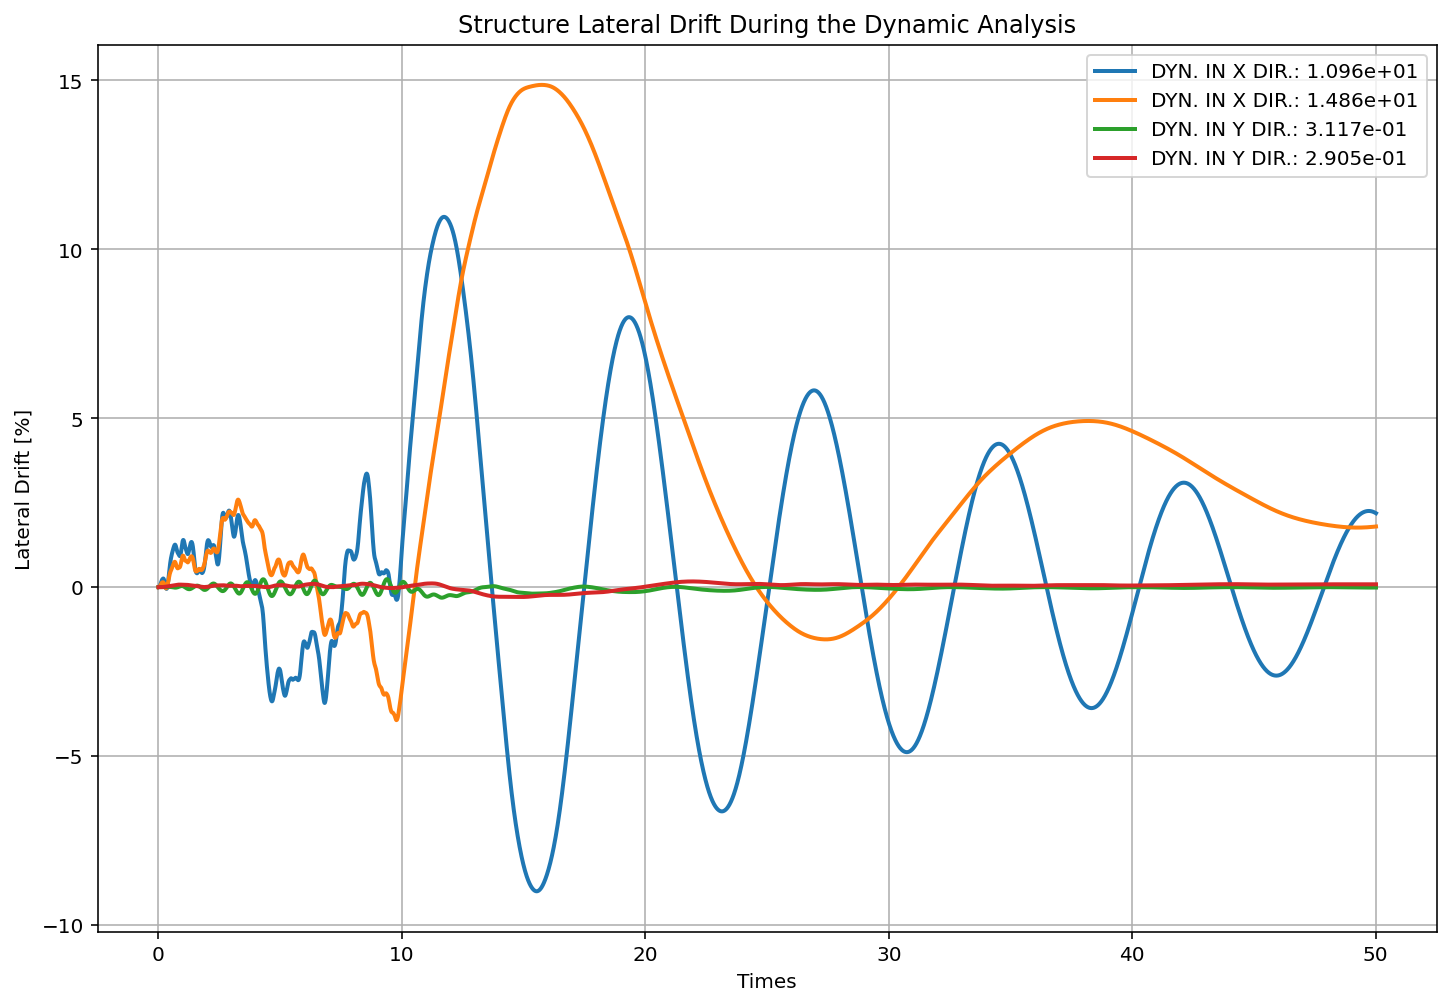 Structure Lateral Drift During the Dynamic Analysis
DYN. IN X DIR.: 1.096e+01
DYN. IN X DIR.: 1.486e+01
DYN. IN Y DIR.: 3.117e-01
DYN. IN Y DIR.: 2.905e-01
Lateral Drift [%]
15
10
5
0
−5
−10
0 10 20 30 40 50
Times